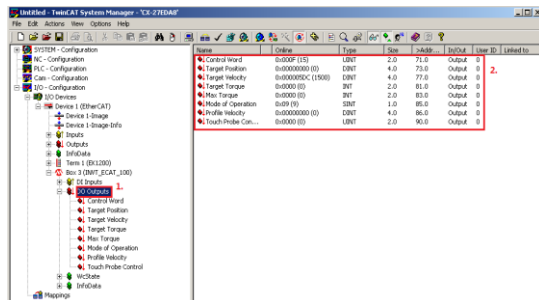 Untitled - TwinCAT System Manager - 'CX-27EDAB'
File Edit Actions View Options Help
SYSTEM - Configuration
NC - Configuration
PLC - Configuration
Cam - Configuration
I/O - Configuration
I/O Devices
Device 1 (EtherCAT)
Device 1-Image
Device 1-Image-Info
Inputs
Outputs
InfoData
Term 1 (EK1200)
Box 3 (INWT_ECAT_100)
DI Inputs
DO Outputs 1.
Control Word
Target Position
Target Velocity
Target Torque
Max Torque
Mode of Operation
Profile Velocity
Touch Probe Control
WcState
InfoData
Mappings
Name Online Type Size >Addr... In/Out User ID Linked to
Control Word 0x000F (15) UINT 2.0 71.0 Output 0
Target Position 0x00000000 (0) DINT 4.0 73.0 Output 0
Target Velocity 0x000005DC (1500) DINT 4.0 77.0 Output 0 2.
Target Torque 0x0000 (0) INT 2.0 81.0 Output 0
Max Torque 0x0000 (0) INT 2.0 83.0 Output 0
Mode of Operation 0x09 (9) SINT 1.0 85.0 Output 0
Profile Velocity 0x00000000 (0) DINT 4.0 86.0 Output 0
Touch Probe Con... 0x0000 (0) UINT 2.0 90.0 Output 0